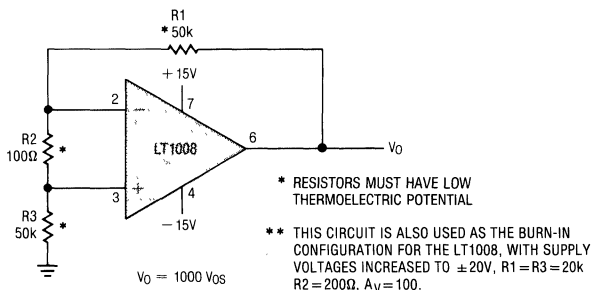 R1
* 50k
+ 15V
2
7
R2
100Ω *
LT1008
6
VO
3
4
R3
50k *
− 15V
* RESISTORS MUST HAVE LOW
THERMOELECTRIC POTENTIAL
** THIS CIRCUIT IS ALSO USED AS THE BURN-IN
CONFIGURATION FOR THE LT1008, WITH SUPPLY
VOLTAGES INCREASED TO ±20V, R1=R3=20k
R2=200Ω, AV=100.
VO = 1000 VOS